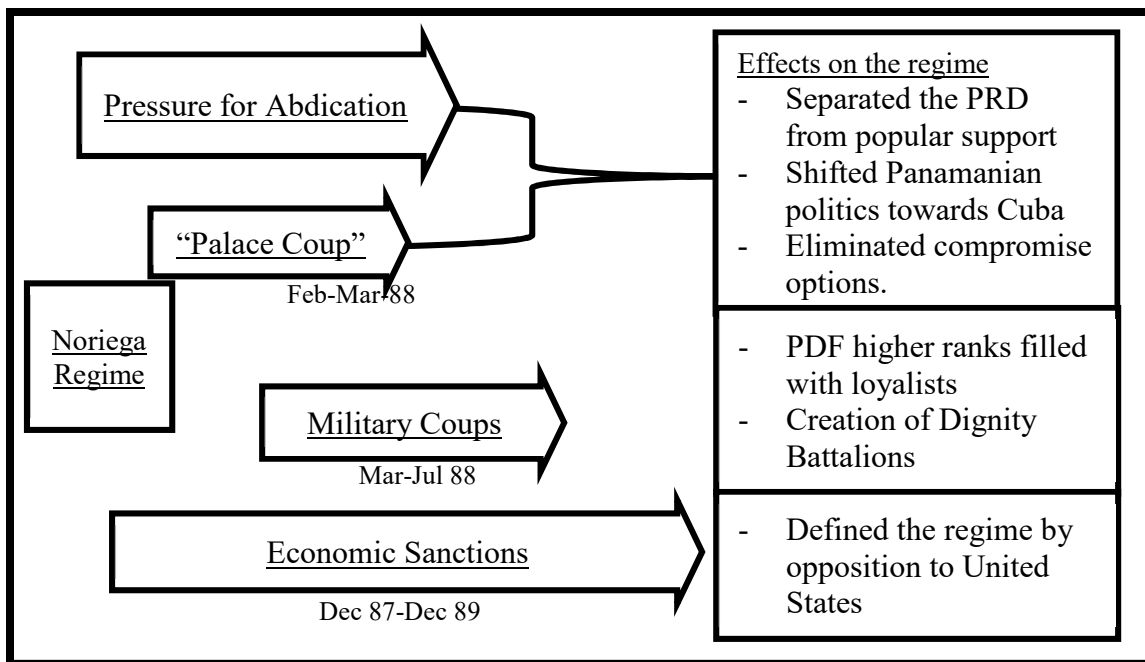 Pressure for Abdication
“Palace Coup”
Feb-Mar-88
Noriega
Regime
Military Coups
Mar-Jul 88
Economic Sanctions
Dec 87-Dec 89
Effects on the regime
- Separated the PRD
from popular support
- Shifted Panamanian
politics towards Cuba
- Eliminated compromise
options.
- PDF higher ranks filled
with loyalists
- Creation of Dignity
Battalions
- Defined the regime by
opposition to United
States